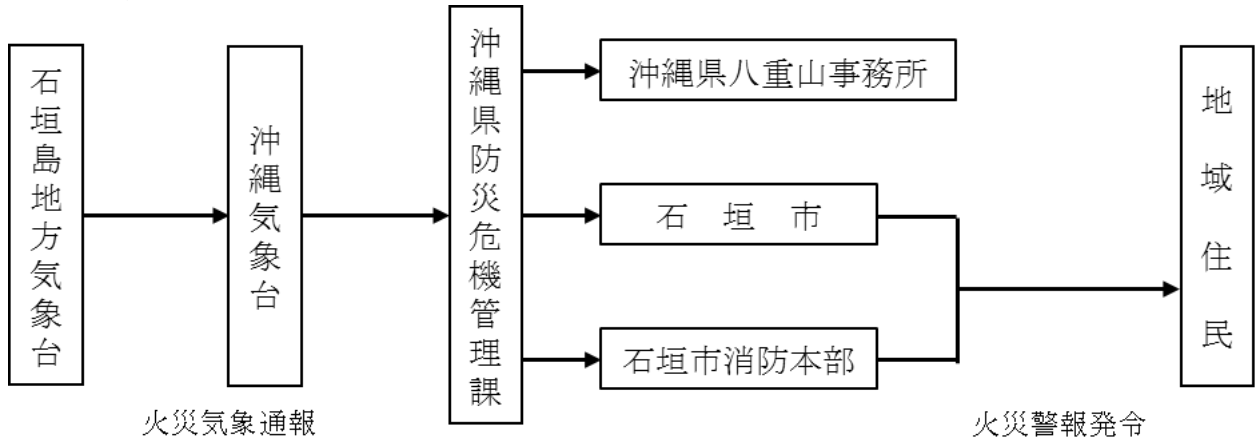 石垣島地方気象台
沖縄気象台
沖縄県防災危機管理課
沖縄県八重山事務所
石垣市
石垣市消防本部
地域住民
火災気象通報
火災警報発令